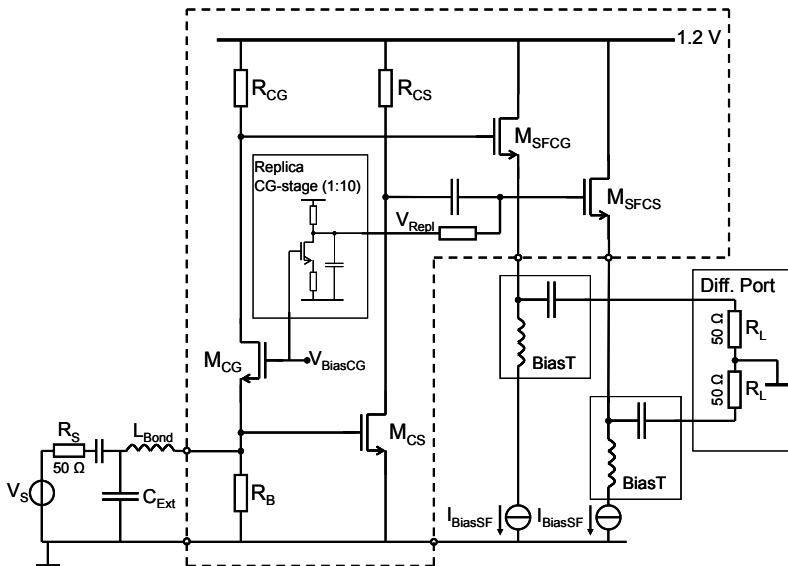 1.2 V
R_CG
R_CS
M_SFCG
Replica
CG-stage (1:10)
M_SFCS
V_Repl
Diff. Port
50 Ω
R_L
BiasT
M_CG
V_BiasCG
50 Ω
R_L
R_S
L_Bond
M_CS
50 Ω
BiasT
V_S
C_Ext
R_B
I_BiasSF
I_BiasSF